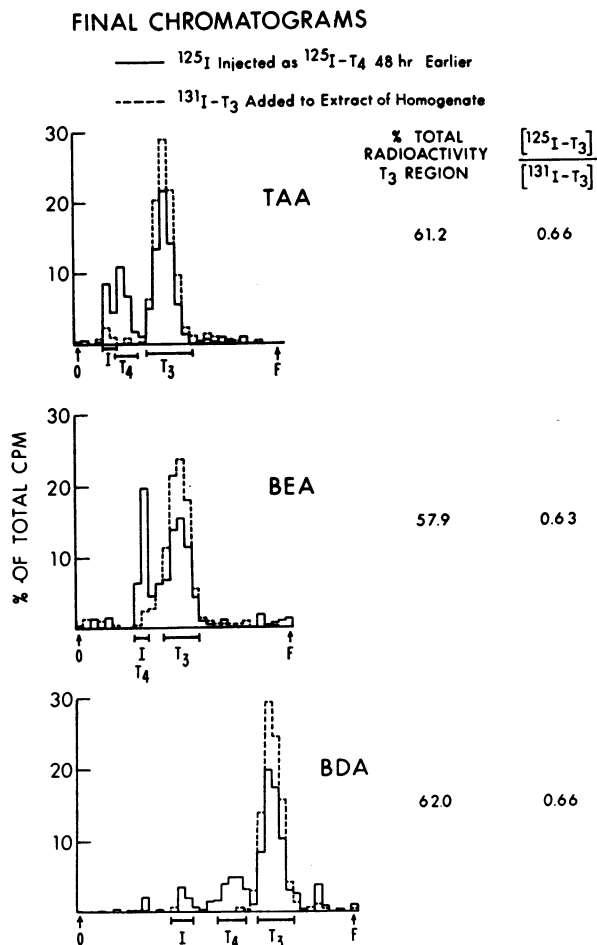 FINAL CHROMATOGRAMS
¹²⁵I Injected as ¹²⁵I-T₄ 48 hr Earlier
¹³¹I-T₃ Added to Extract of Homogenate
% TOTAL RADIOACTIVITY T₃ REGION
[¹²⁵I-T₃]
[¹³¹I-T₃]
% OF TOTAL CPM
30
20
10
TAA
61.2
0.66
O
I
T₄
T₃
F
30
20
10
BEA
57.9
0.63
O
I
T₄
T₃
F
30
20
10
BDA
62.0
0.66
O
I
T₄
T₃
F